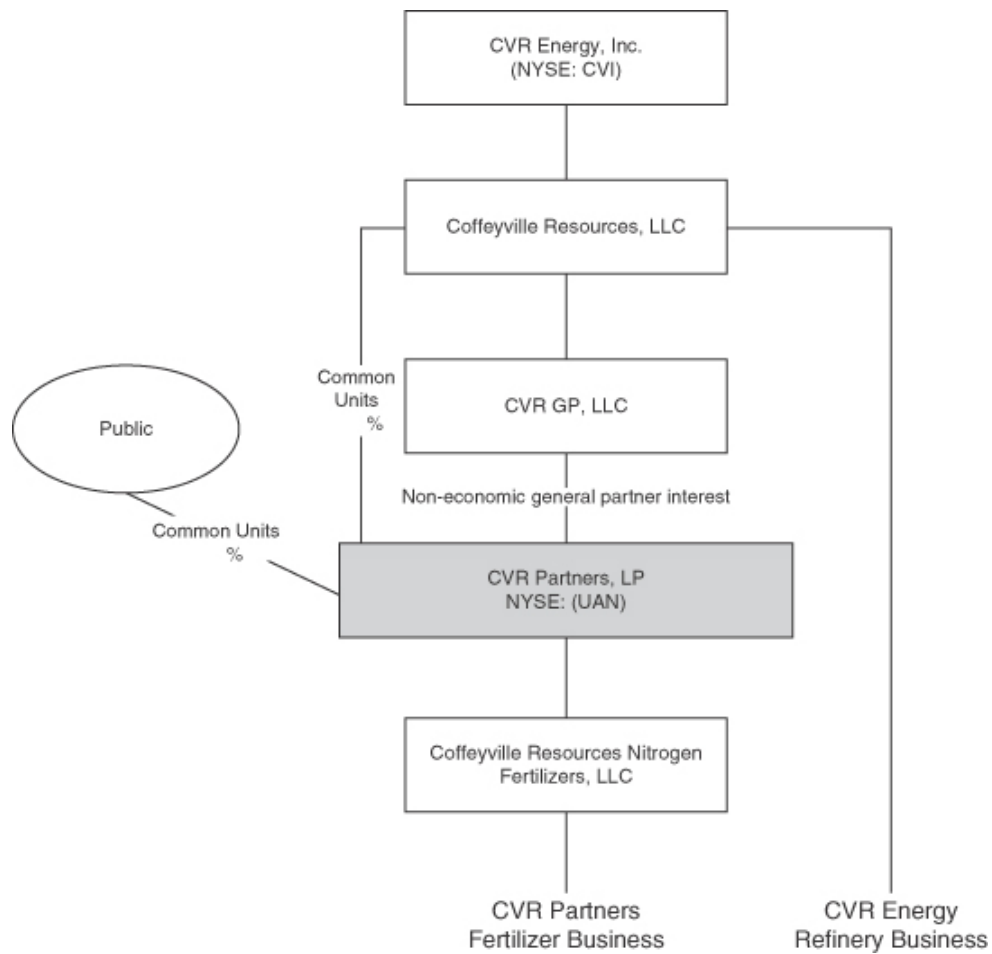 CVR Energy, Inc.
(NYSE: CVI)
Coffeyville Resources, LLC
Common
Units
%
CVR GP, LLC
Public
Non-economic general partner interest
Common Units
%
CVR Partners, LP
NYSE: (UAN)
Coffeyville Resources Nitrogen
Fertilizers, LLC
CVR Partners
Fertilizer Business
CVR Energy
Refinery Business